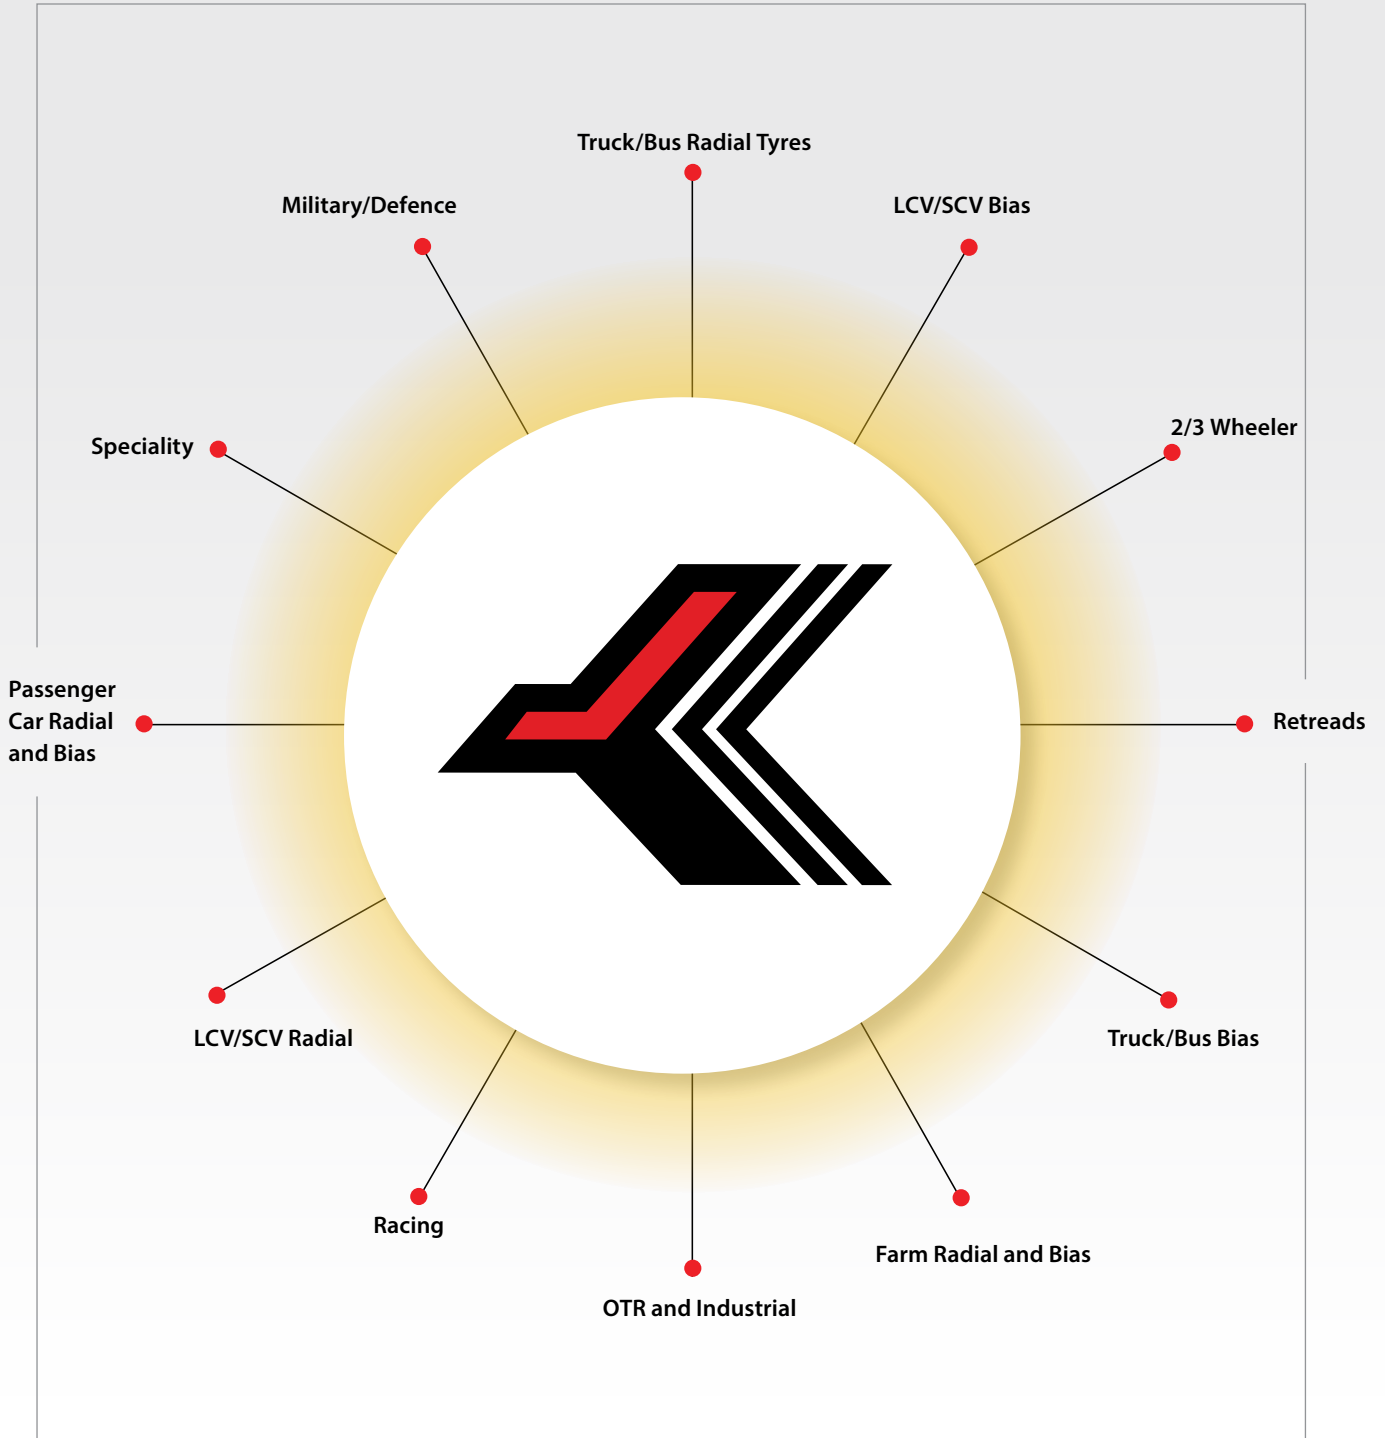 Truck/Bus Radial Tyres
Military/Defence
LCV/SCV Bias
2/3 Wheeler
Speciality
Passenger
Car Radial
and Bias
Retreads
LCV/SCV Radial
Truck/Bus Bias
Racing
Farm Radial and Bias
OTR and Industrial